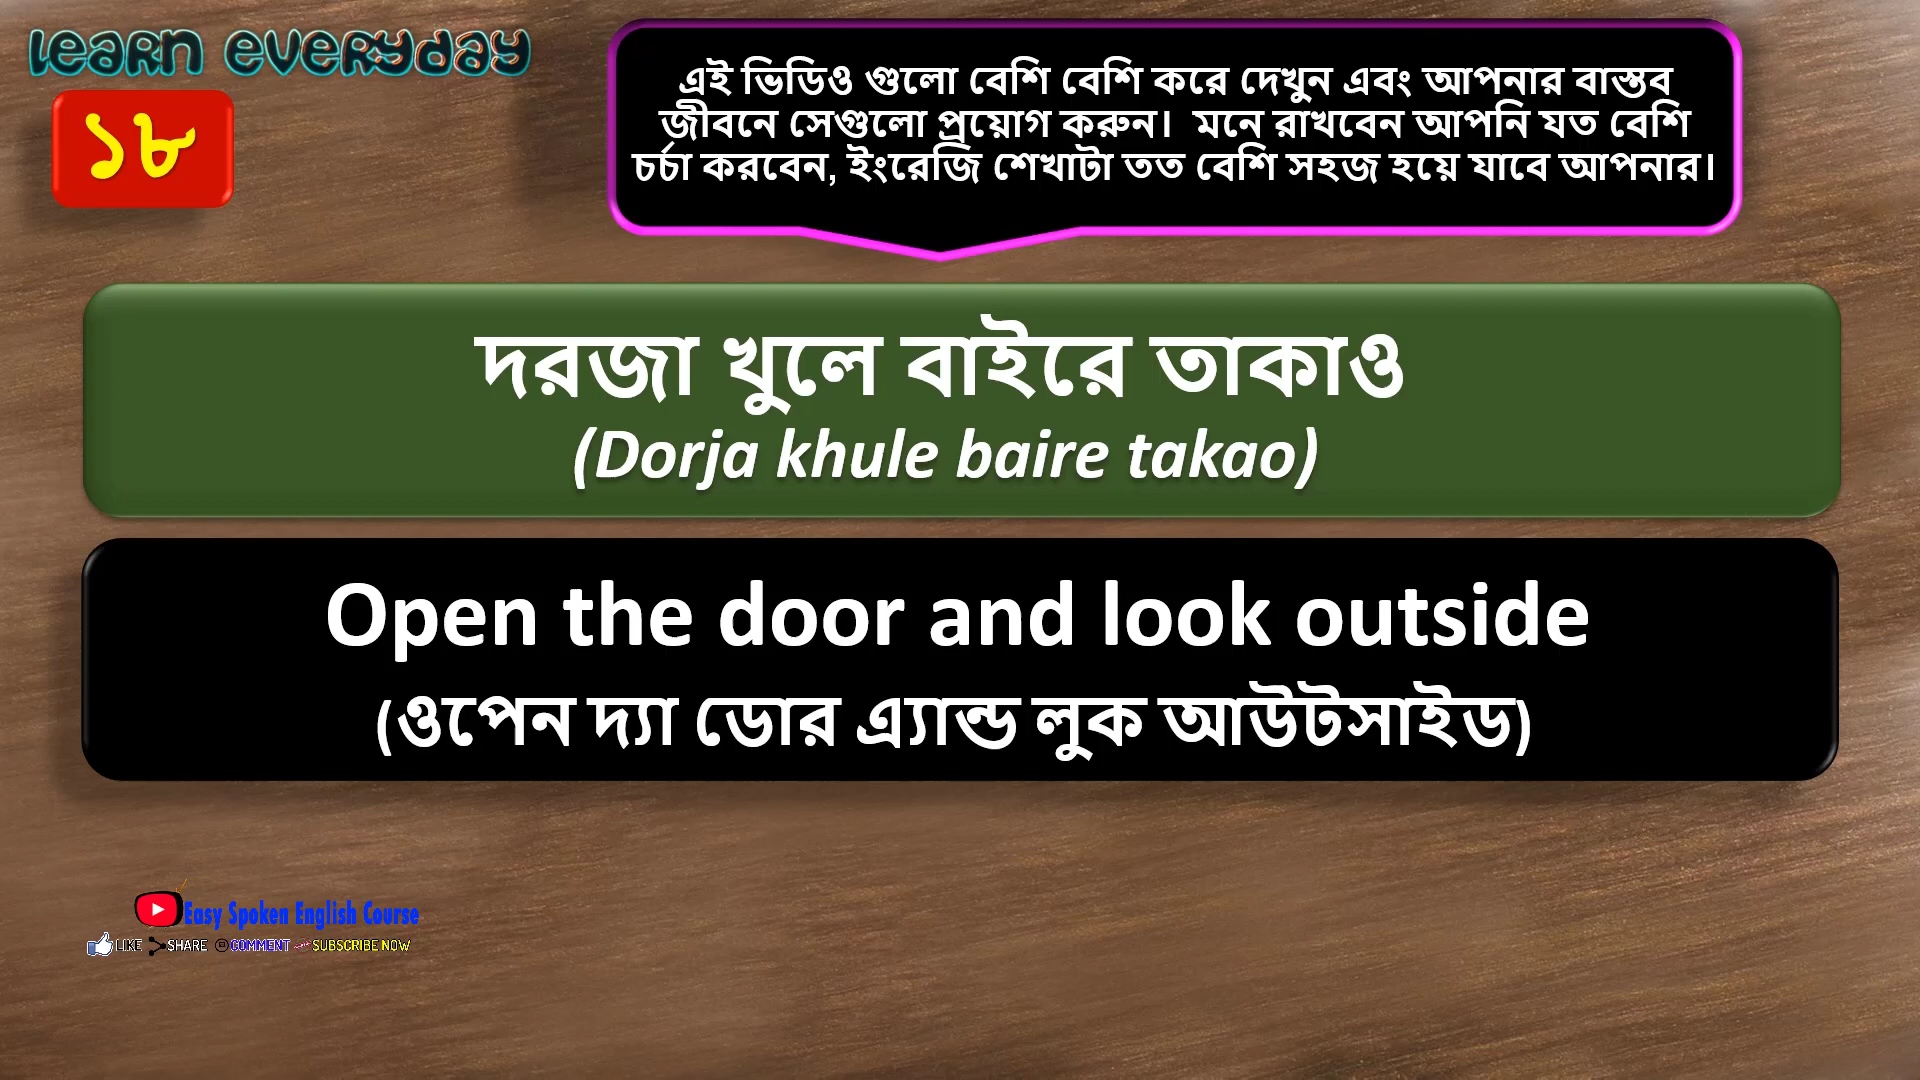 Learn Everyday
১৮
এই ভিডিও গুলো বেশি বেশি করে দেখুন এবং আপনার বাস্তব
জীবনে সেগুলো প্রয়োগ করুন। মনে রাখবেন আপনি যত বেশি
চর্চা করবেন, ইংরেজি শেখাটা তত বেশি সহজ হয়ে যাবে আপনার।
দরজা খুলে বাইরে তাকাও
(Dorja khule baire takao)
Open the door and look outside
(ওপেন দ্যা ডোর এ্যান্ড লুক আউটসাইড)
Easy Spoken English Course
LIKE SHARE COMMENT SUBSCRIBE NOW